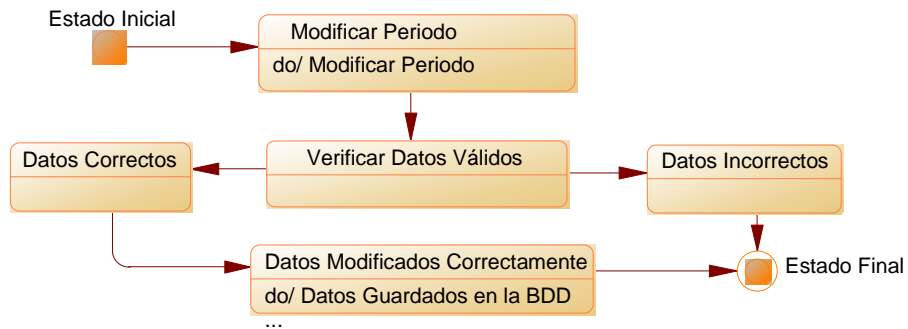 Estado Inicial
Modificar Periodo
do/ Modificar Periodo
Datos Correctos
Verificar Datos Válidos
Datos Incorrectos
Datos Modificados Correctamente
do/ Datos Guardados en la BDD
...
Estado Final